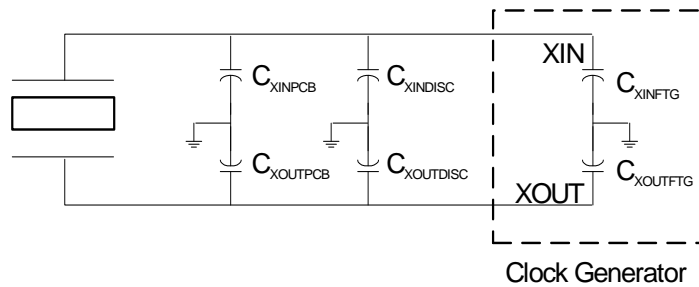 XIN
C_XINPCB
C_XINDISC
C_XINFTG
C_XOUTPCB
C_XOUTDISC
C_XOUTFTG
XOUT
Clock Generator